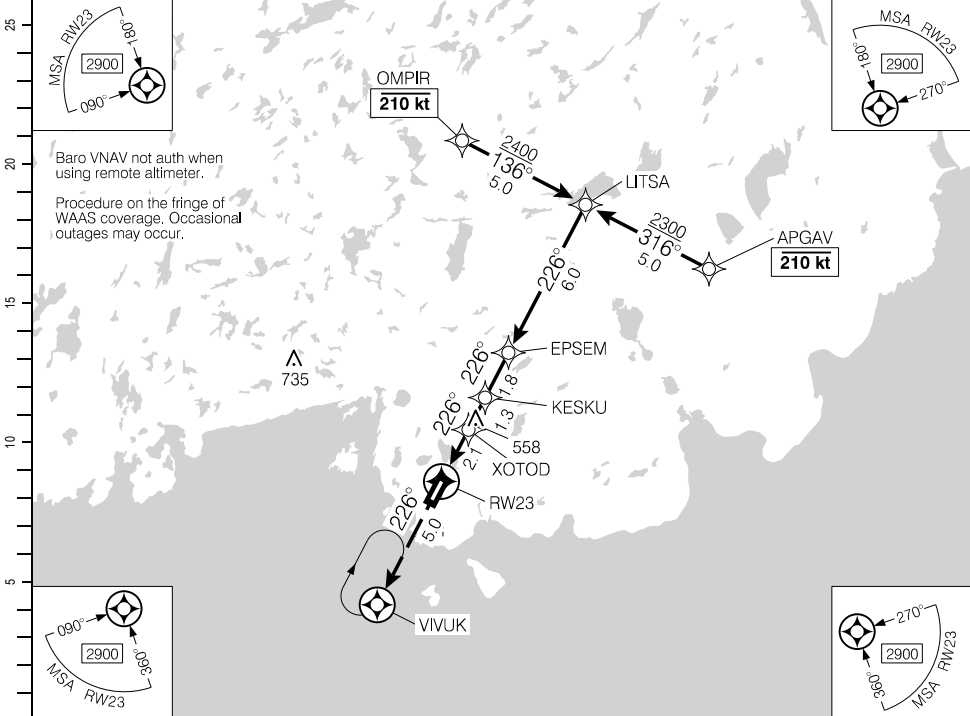 25
20
15
10
5
MSA RW23
180°
2900
090°
MSA RW23
180°
2900
270°
Baro VNAV not auth when
using remote altimeter.
Procedure on the fringe of
WAAS coverage. Occasional
outages may occur.
OMPIR
210 kt
2400
136°
5.0
LITSA
2300
316°
5.0
APGAV
210 kt
226°
6.0
EPSEM
226°
1.8
KESKU
735
226°
1.3
558
XOTOD
2.1
RW23
226°
5.0
VIVUK
090°
2900
360°
MSA RW23
270°
2900
360°
MSA RW23